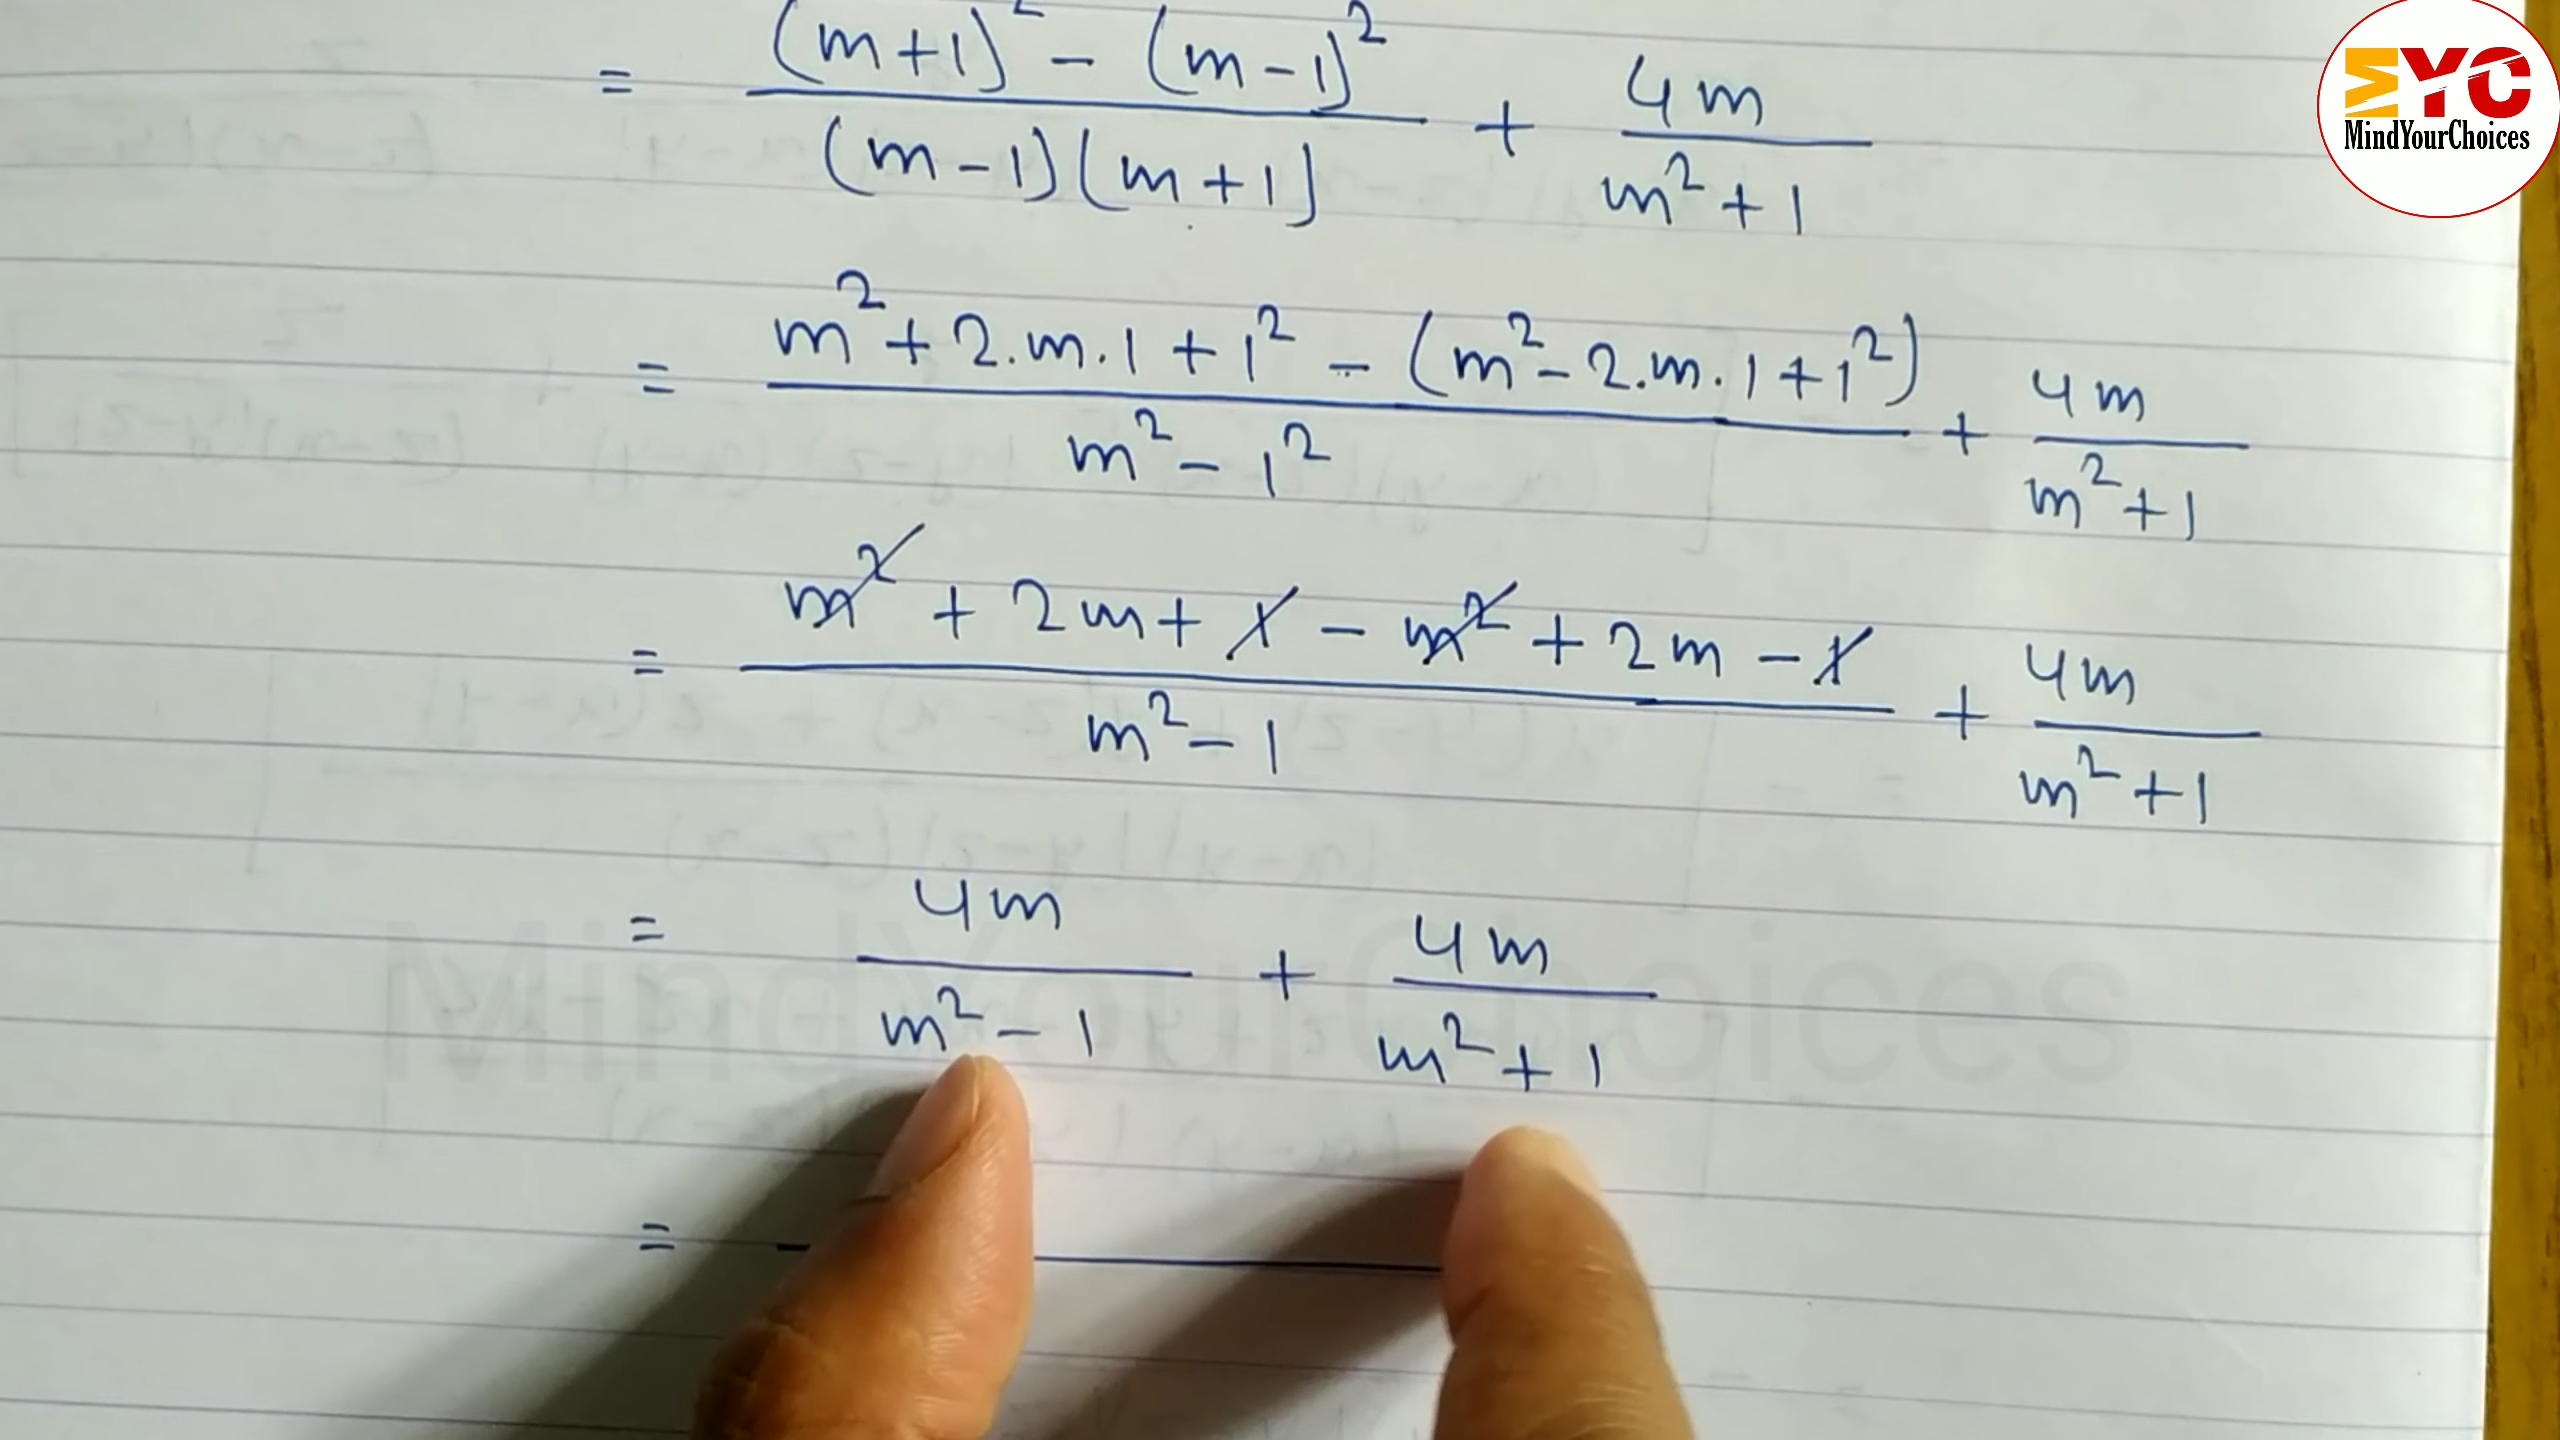 = (m+1)² - (m-1)² / (m-1)(m+1) + 4m / m²+1
MYC
MindYourChoices
= m² + 2.m.1 + 1² - (m² - 2.m.1 + 1²) / m² - 1² + 4m / m²+1
= m² + 2m + 1 - m² + 2m - 1 / m² - 1 + 4m / m²+1
= 4m / m² - 1 + 4m / m² + 1
MindYourChoices
=